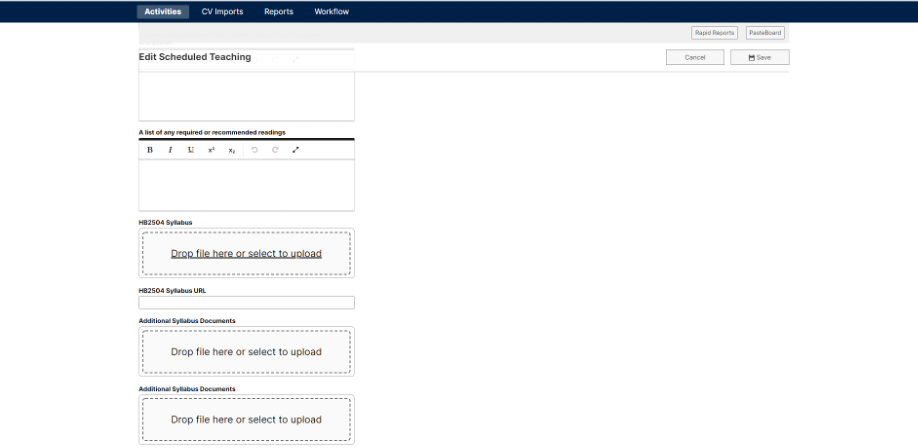 Activities CV Imports Reports Workflow
Rapid Reports PasteBoard
Edit Scheduled Teaching
Cancel Save
A list of any required or recommended readings
B I U x² x₂
HB2504 Syllabus
Drop file here or select to upload
HB2504 Syllabus URL
Additional Syllabus Documents
Drop file here or select to upload
Additional Syllabus Documents
Drop file here or select to upload